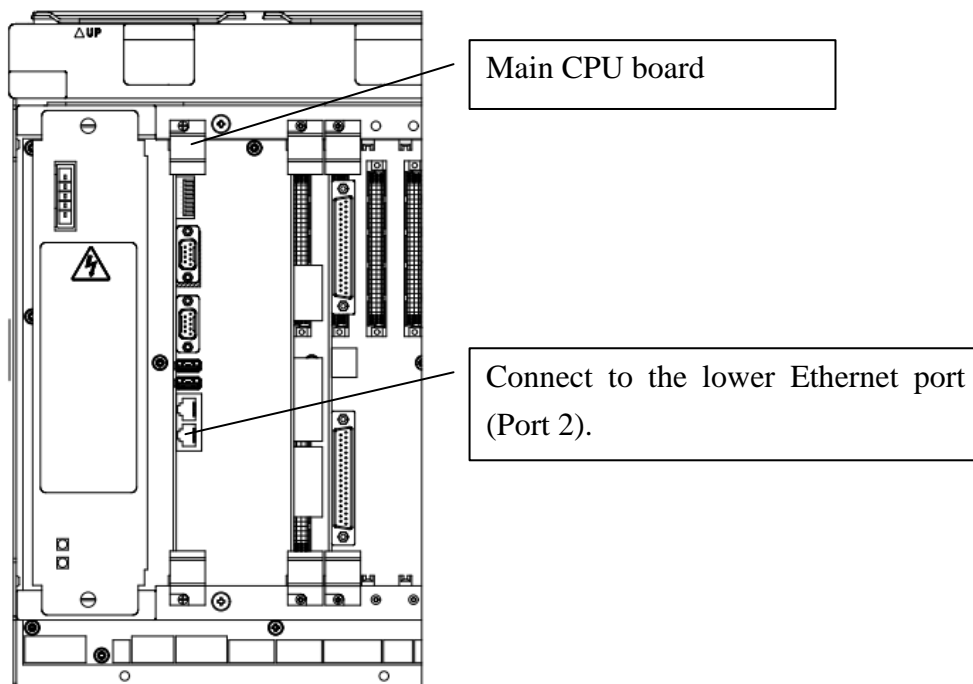 △UP
Main CPU board
Connect to the lower Ethernet port
(Port 2).